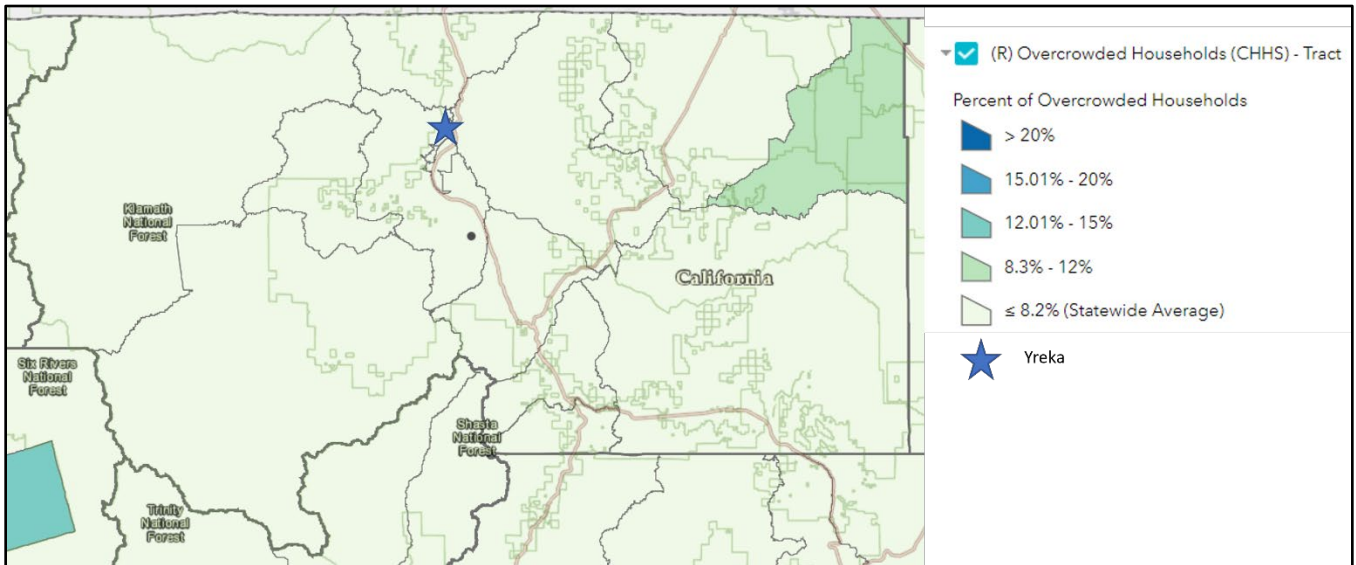 Klamath
National
Forest
California
Six Rivers
National
Forest
Shasta
National
Forest
Trinity
National
Forest
(R) Overcrowded Households (CHHS) - Tract
Percent of Overcrowded Households
> 20%
15.01% - 20%
12.01% - 15%
8.3% - 12%
≤ 8.2% (Statewide Average)
Yreka